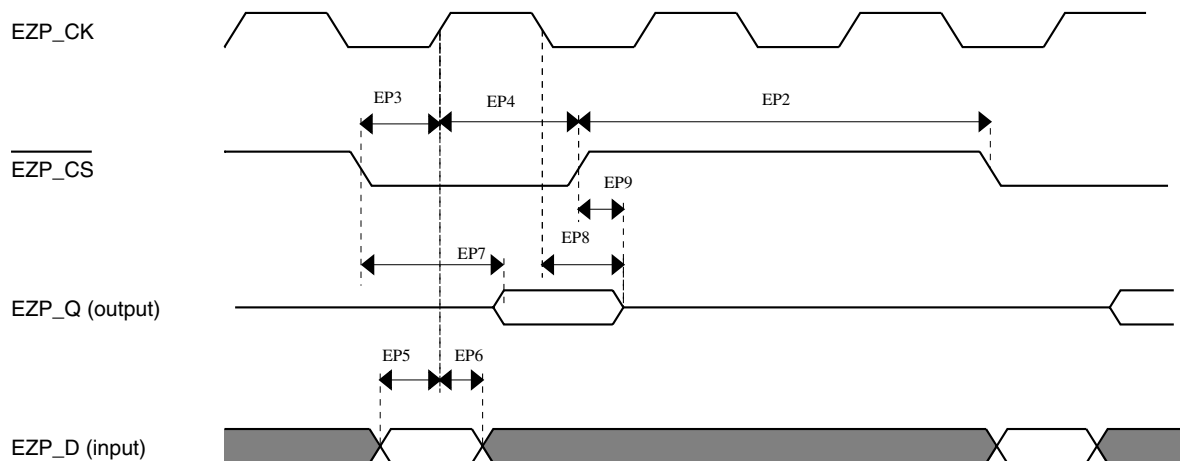 EZP_CK
EP3
EP4
EP2
EZP_CS
EP9
EP8
EP7
EZP_Q (output)
EP5
EP6
EZP_D (input)